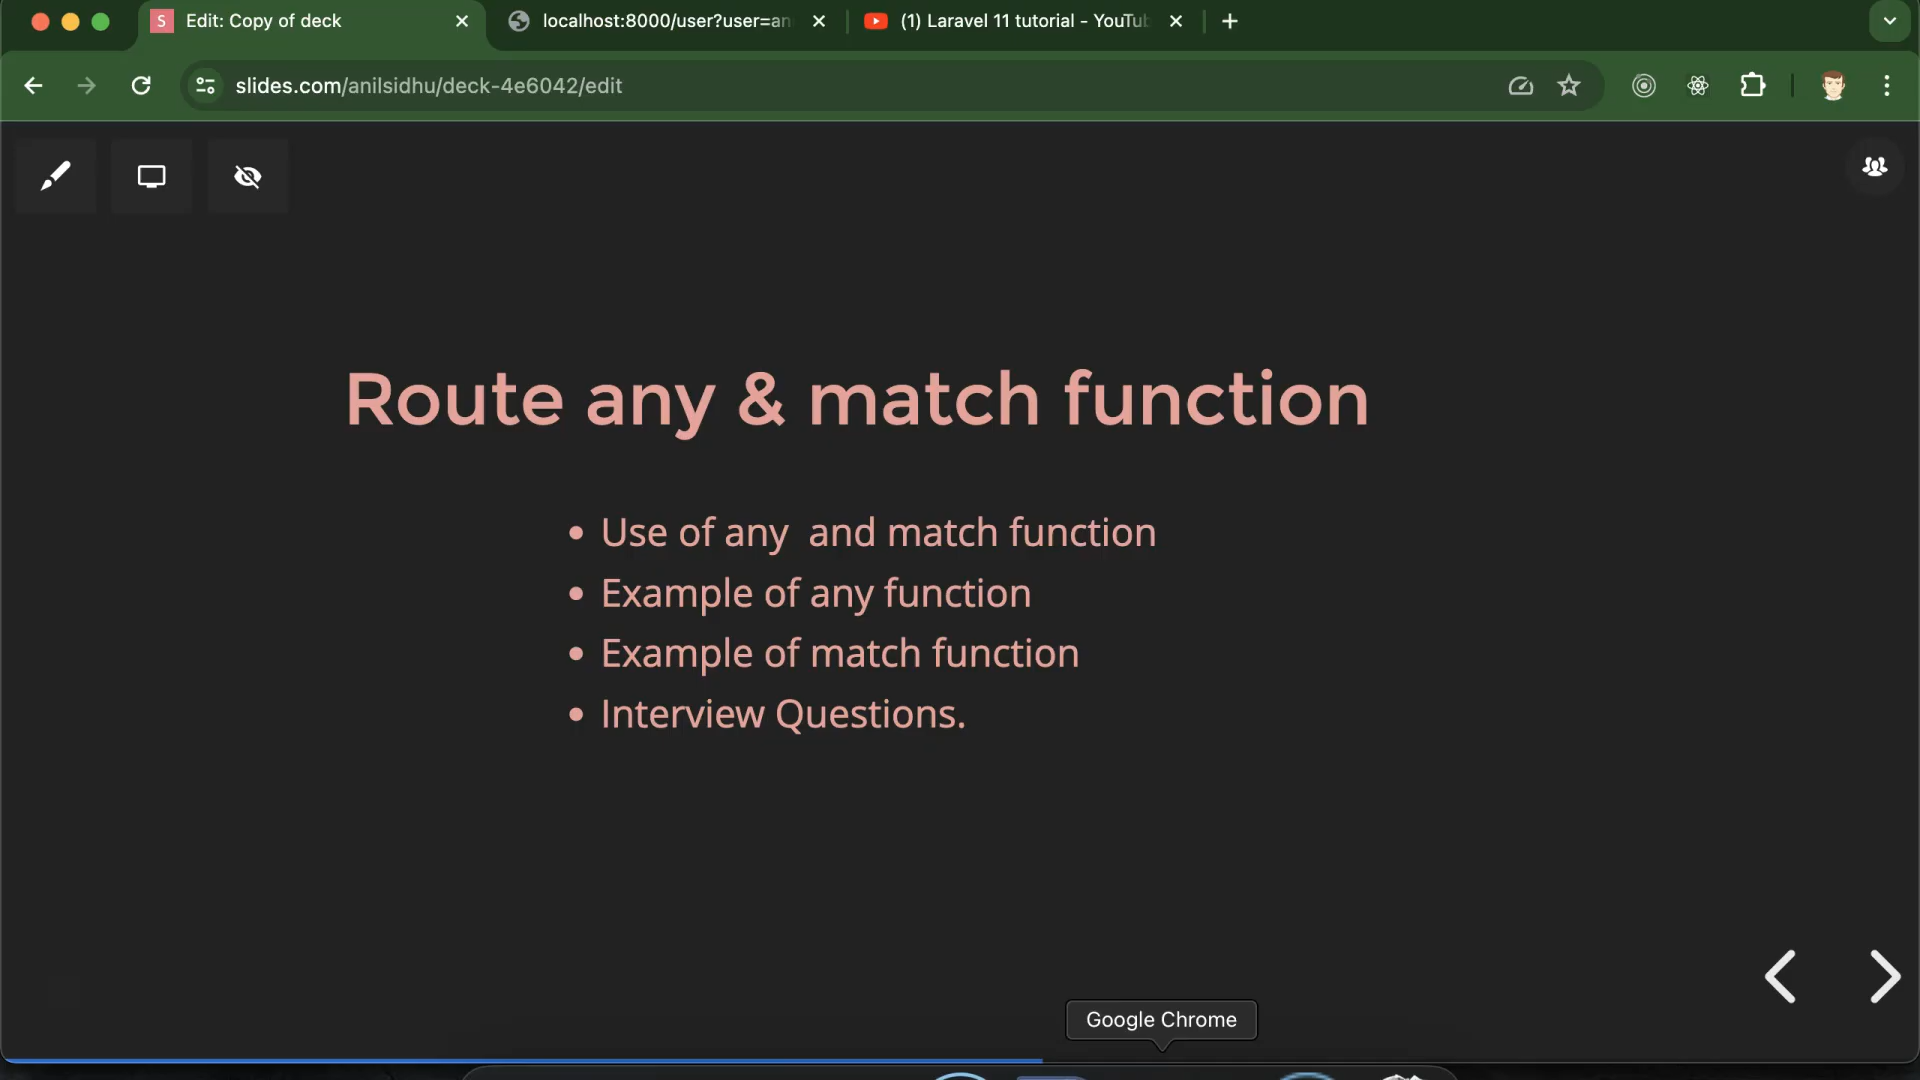 S Edit: Copy of deck
localhost:8000/user?user=an
(1) Laravel 11 tutorial - YouTub
slides.com/anilsidhu/deck-4e6042/edit
Route any & match function
• Use of any  and match function
• Example of any function
• Example of match function
• Interview Questions.
Google Chrome